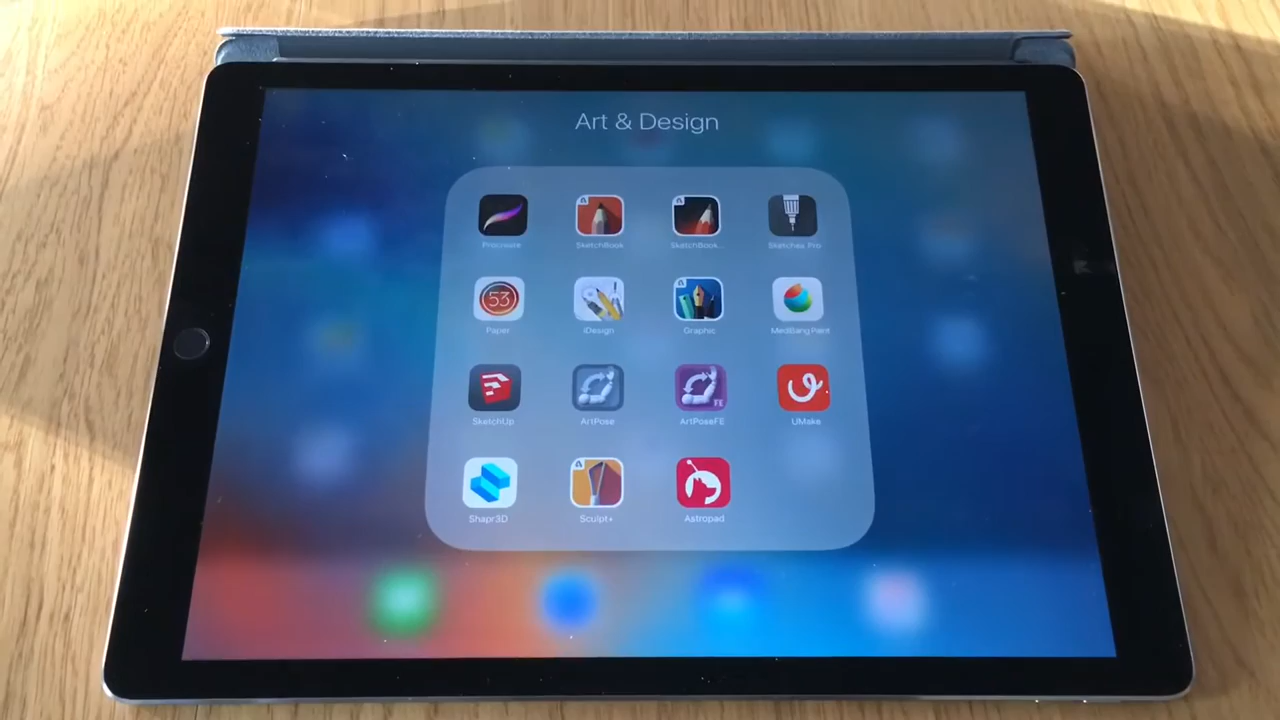 Art & Design
Procreate
SketchBook
SketchBook...
Sketches Pro
53
Paper
iDesign
Graphic
MediBang Paint
SketchUp
ArtPose
FE
ArtPoseFE
UMake
Shapr3D
Sculpt+
Astropad